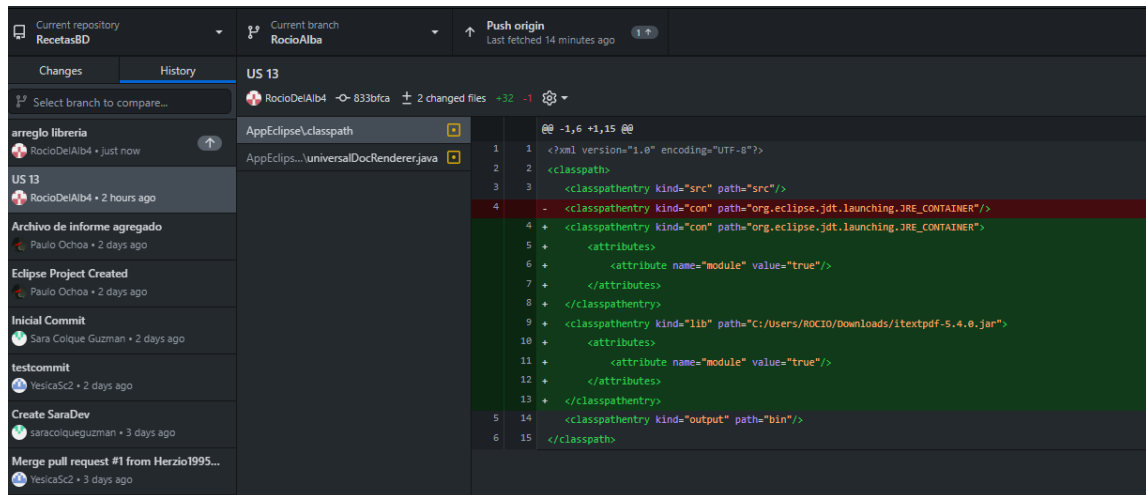 Current repository
RecetasBD
Current branch
RocioAlba
Push origin
Last fetched 14 minutes ago
1
Changes
History
Select branch to compare...
arreglo libreria
RocioDelAlb4 • just now
US 13
RocioDelAlb4 • 2 hours ago
Archivo de informe agregado
Paulo Ochoa • 2 days ago
Eclipse Project Created
Paulo Ochoa • 2 days ago
Inicial Commit
Sara Colque Guzman • 2 days ago
testcommit
YesicaSc2 • 2 days ago
Create SaraDev
saracolqueguzman • 3 days ago
Merge pull request #1 from Herzio1995...
YesicaSc2 • 3 days ago
US 13
RocioDelAlb4 833bfca 2 changed files +32 -1
AppEclipse\.classpath
AppEclips...\universalDocRenderer.java
@@ -1,6 +1,15 @@
1 1 <?xml version="1.0" encoding="UTF-8"?>
2 2 <classpath>
3 3 <classpathentry kind="src" path="src"/>
4 - <classpathentry kind="con" path="org.eclipse.jdt.launching.JRE_CONTAINER"/>
4 + <classpathentry kind="con" path="org.eclipse.jdt.launching.JRE_CONTAINER">
5 + <attributes>
6 + <attribute name="module" value="true"/>
7 + </attributes>
8 + </classpathentry>
9 + <classpathentry kind="lib" path="C:/Users/ROCIO/Downloads/itextpdf-5.4.0.jar">
10 + <attributes>
11 + <attribute name="module" value="true"/>
12 + </attributes>
13 + </classpathentry>
5 14 <classpathentry kind="output" path="bin"/>
6 15 </classpath>